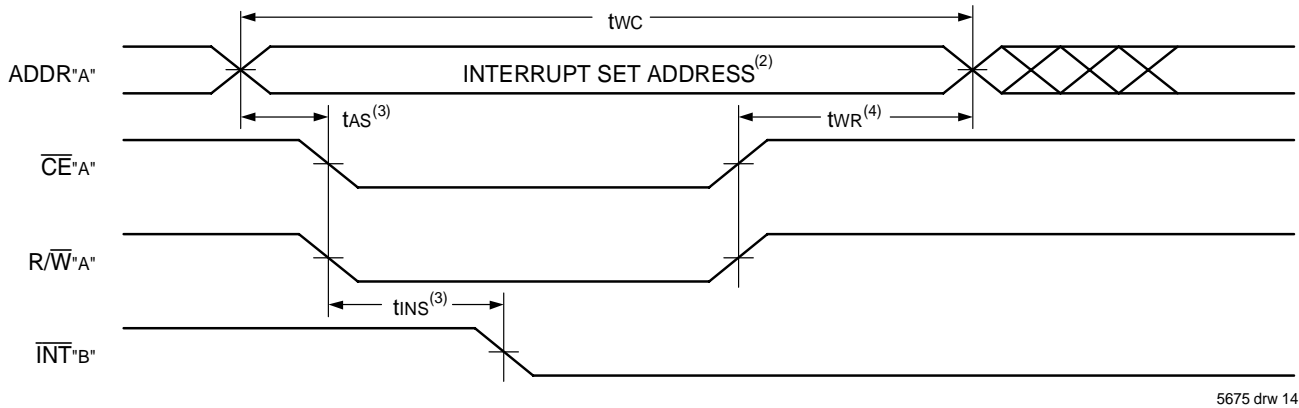 tWC
ADDR"A"
INTERRUPT SET ADDRESS(2)
tAS(3)
tWR(4)
CE"A"
R/W"A"
tINS(3)
INT"B"
5675 drw 14